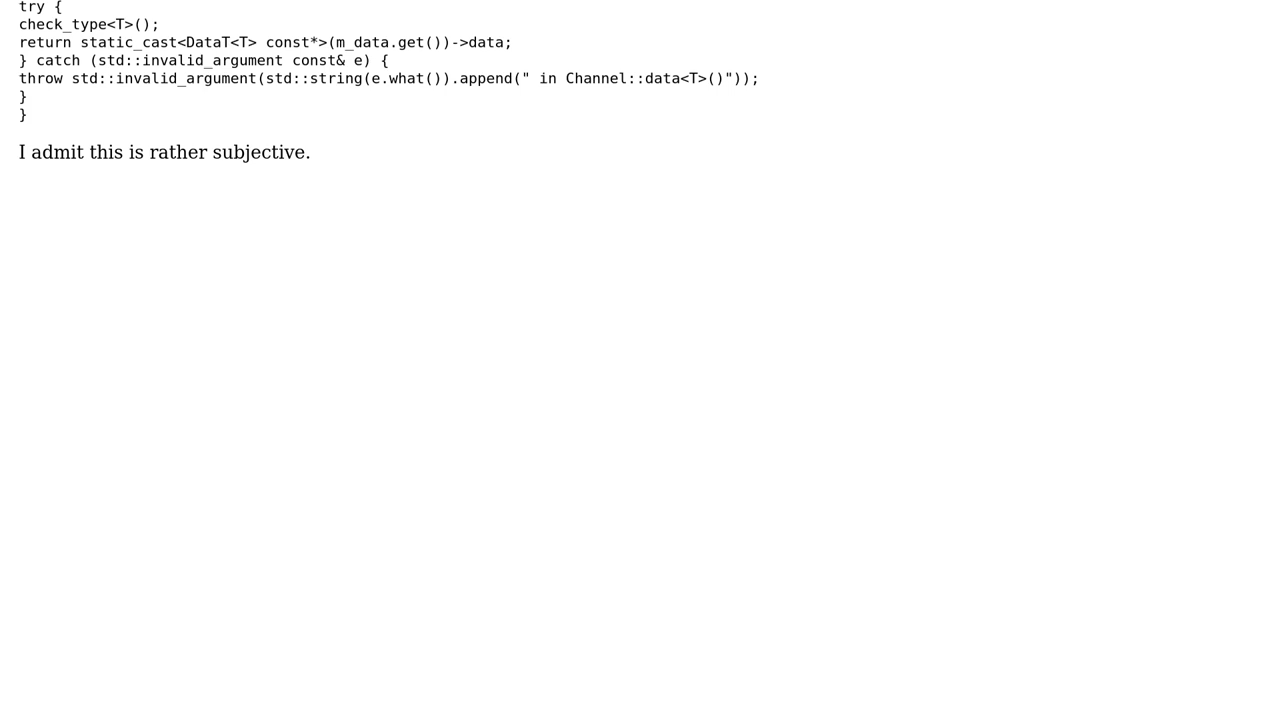 try {
check_type<T>();
return static_cast<DataT<T> const*>(m_data.get())->data;
} catch (std::invalid_argument const& e) {
throw std::invalid_argument(std::string(e.what()).append(" in Channel::data<T>()"));
}
}
I admit this is rather subjective.